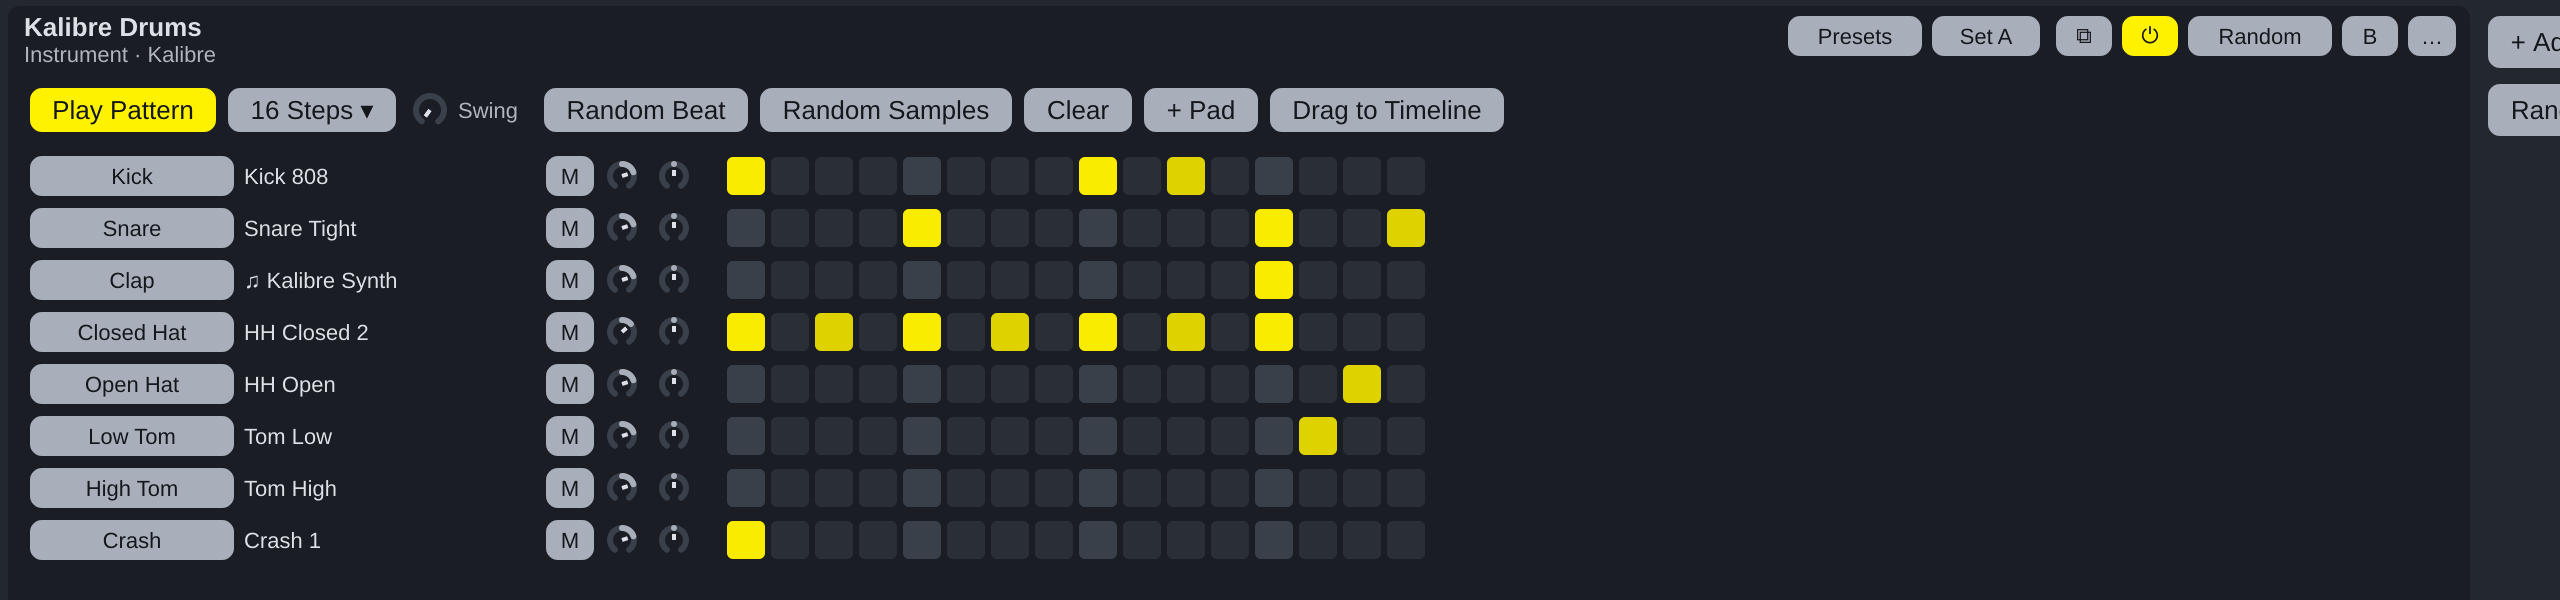 Kalibre Drums
Instrument · Kalibre
Presets Set A Random B ...
Play Pattern 16 Steps ▾ Swing Random Beat Random Samples Clear + Pad Drag to Timeline
Kick Kick 808 M
Snare Snare Tight M
Clap ♫ Kalibre Synth M
Closed Hat HH Closed 2 M
Open Hat HH Open M
Low Tom Tom Low M
High Tom Tom High M
Crash Crash 1 M